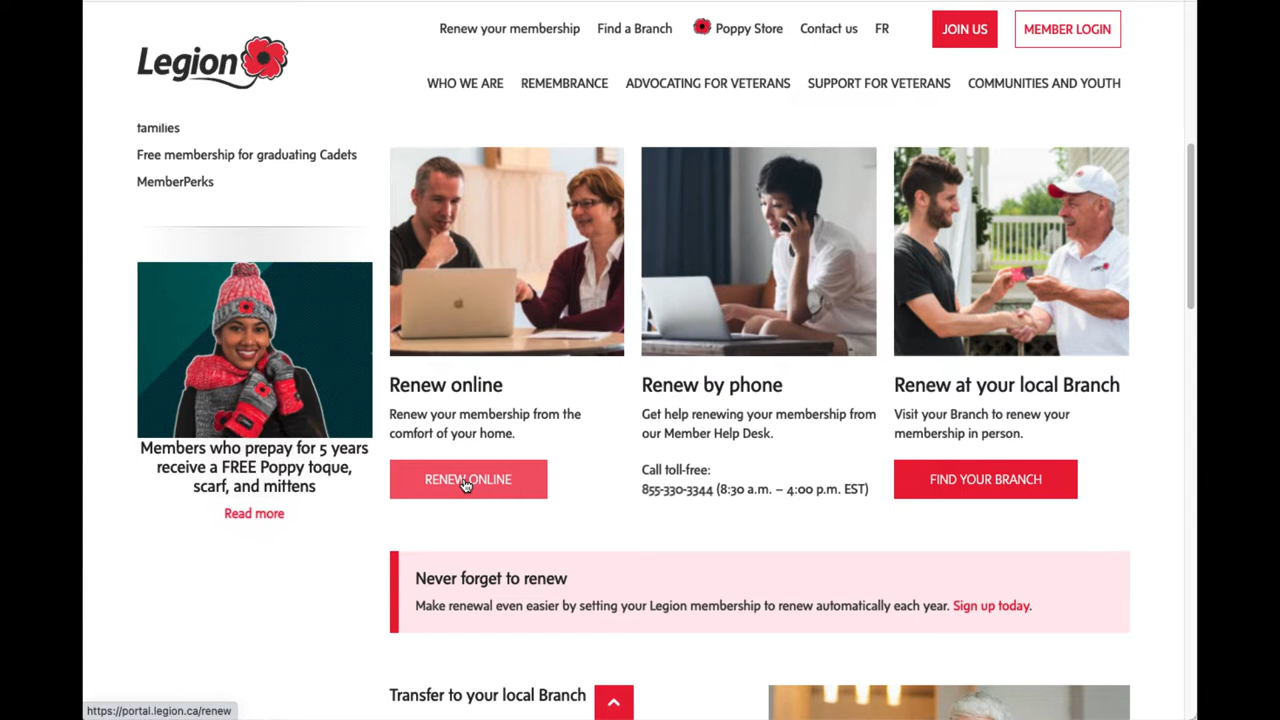 Renew your membership Find a Branch Poppy Store Contact us FR JOIN US MEMBER LOGIN
Legion
WHO WE ARE REMEMBRANCE ADVOCATING FOR VETERANS SUPPORT FOR VETERANS COMMUNITIES AND YOUTH
families
Free membership for graduating Cadets
MemberPerks
Members who prepay for 5 years
receive a FREE Poppy toque,
scarf, and mittens
Read more
Renew online
Renew your membership from the
comfort of your home.
RENEW ONLINE
Renew by phone
Get help renewing your membership from
our Member Help Desk.
Call toll-free:
855-330-3344 (8:30 a.m. – 4:00 p.m. EST)
Renew at your local Branch
Visit your Branch to renew your
membership in person.
FIND YOUR BRANCH
Never forget to renew
Make renewal even easier by setting your Legion membership to renew automatically each year. Sign up today.
Transfer to your local Branch
https://portal.legion.ca/renew